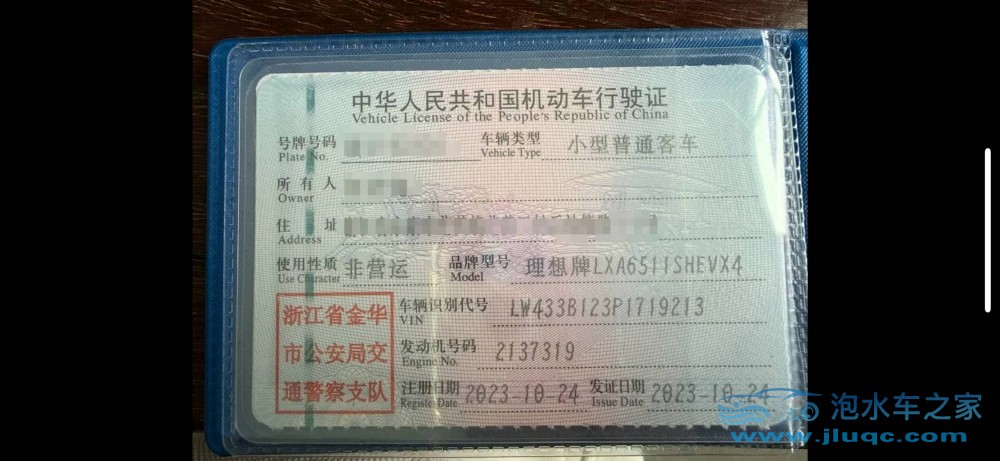 中华人民共和国机动车行驶证
Vehicle License of the People's Republic of China
号牌号码 车辆类型 小型普通客车
Plate No. Vehicle Type
所有人
Owner
住址
Address
使用性质 非营运 品牌型号 理想牌LXA6511SHEVX4
Use Character Model
车辆识别代号 LW433B123P1719213
VIN
发动机号码 2137319
Engine No.
注册日期 2023-10-24 发证日期 2023-10-24
Register Date Issue Date
浙江省金华
市公安局交
通警察支队
泡水车之家
www.jluqc.com